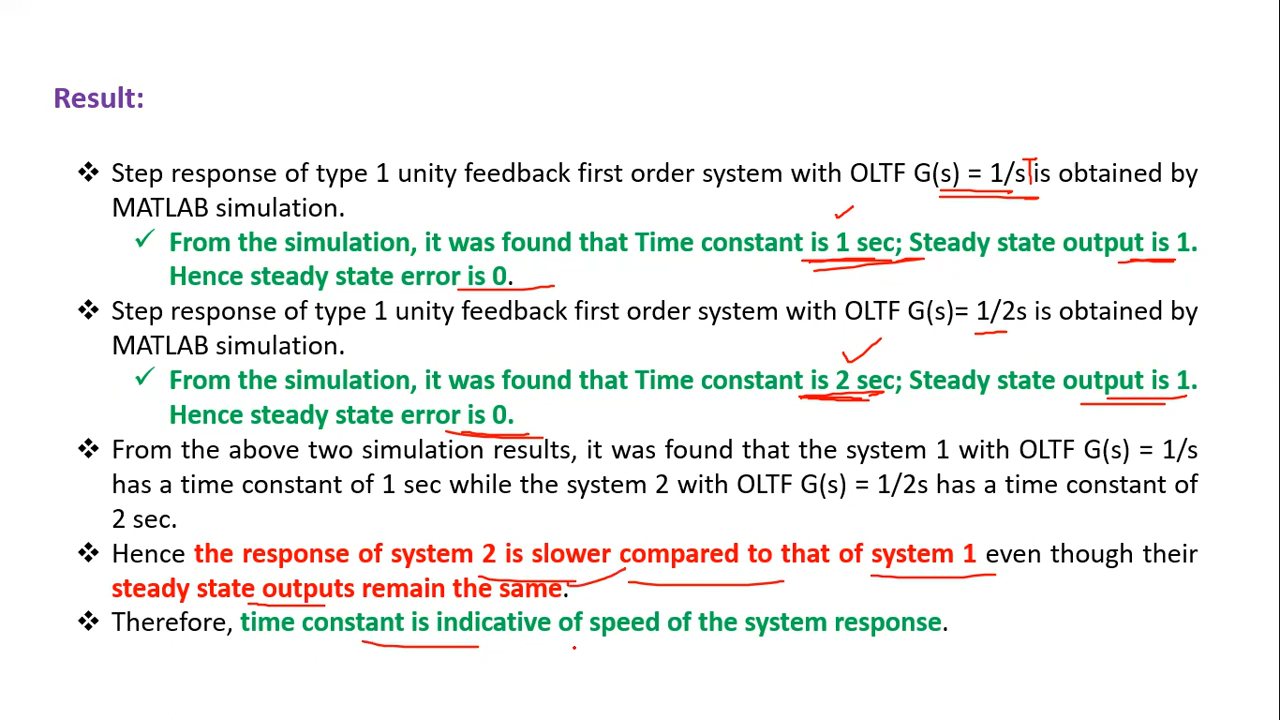 Result:
❖ Step response of type 1 unity feedback first order system with OLTF G(s) = 1/sT is obtained by
MATLAB simulation.
✓ From the simulation, it was found that Time constant is 1 sec; Steady state output is 1.
Hence steady state error is 0.
❖ Step response of type 1 unity feedback first order system with OLTF G(s)= 1/2s is obtained by
MATLAB simulation.
✓ From the simulation, it was found that Time constant is 2 sec; Steady state output is 1.
Hence steady state error is 0.
❖ From the above two simulation results, it was found that the system 1 with OLTF G(s) = 1/s
has a time constant of 1 sec while the system 2 with OLTF G(s) = 1/2s has a time constant of
2 sec.
❖ Hence the response of system 2 is slower compared to that of system 1 even though their
steady state outputs remain the same.
❖ Therefore, time constant is indicative of speed of the system response.